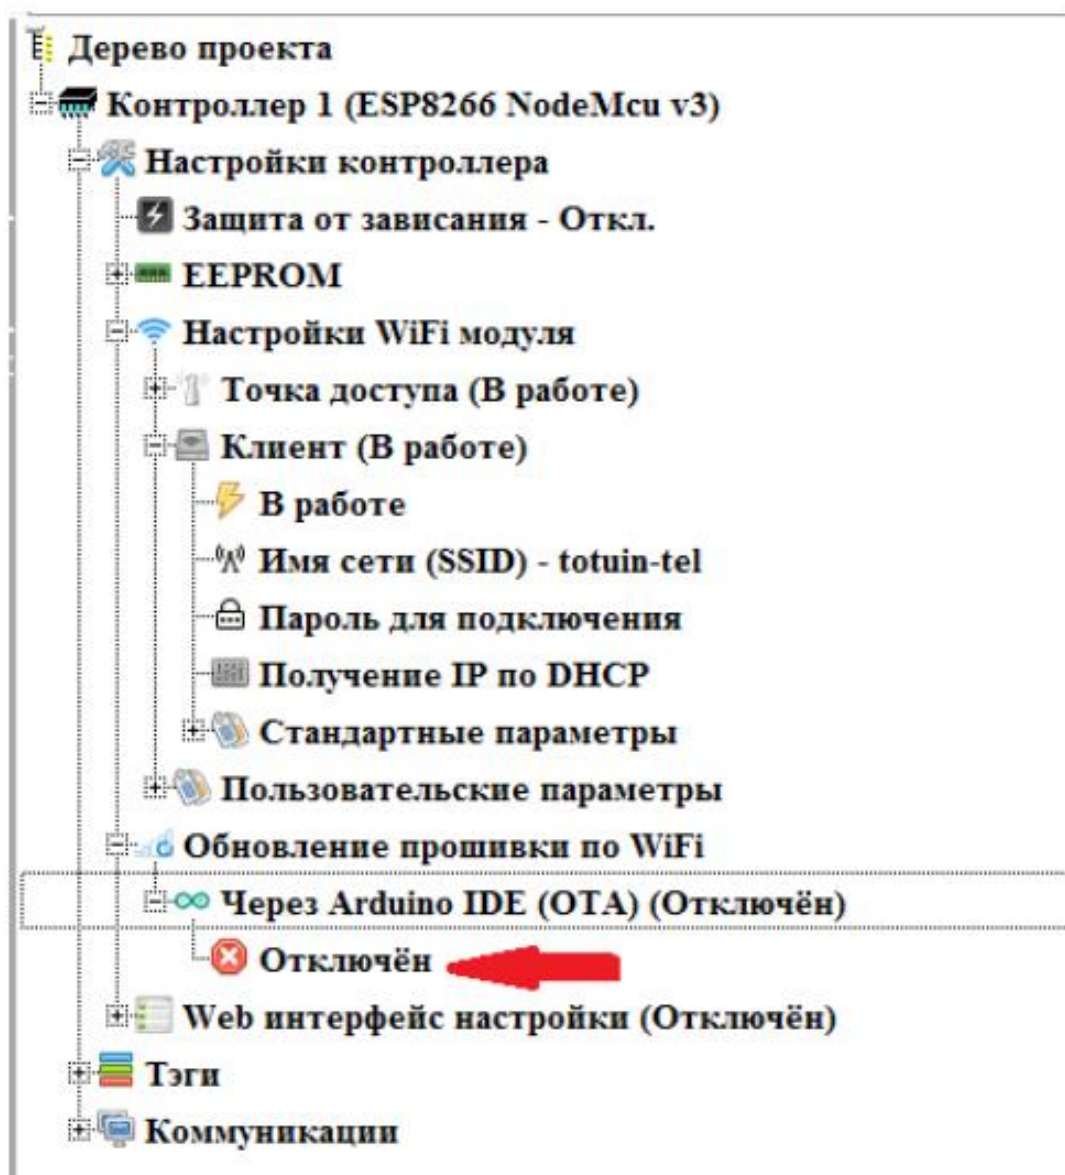 Дерево проекта
Контроллер 1 (ESP8266 NodeMcu v3)
Настройки контроллера
Защита от зависания - Откл.
EEPROM
Настройки WiFi модуля
Точка доступа (В работе)
Клиент (В работе)
В работе
Имя сети (SSID) - totuin-tel
Пароль для подключения
Получение IP по DHCP
Стандартные параметры
Пользовательские параметры
Обновление прошивки по WiFi
Через Arduino IDE (OTA) (Отключён)
Отключён
Web интерфейс настройки (Отключён)
Тэги
Коммуникации